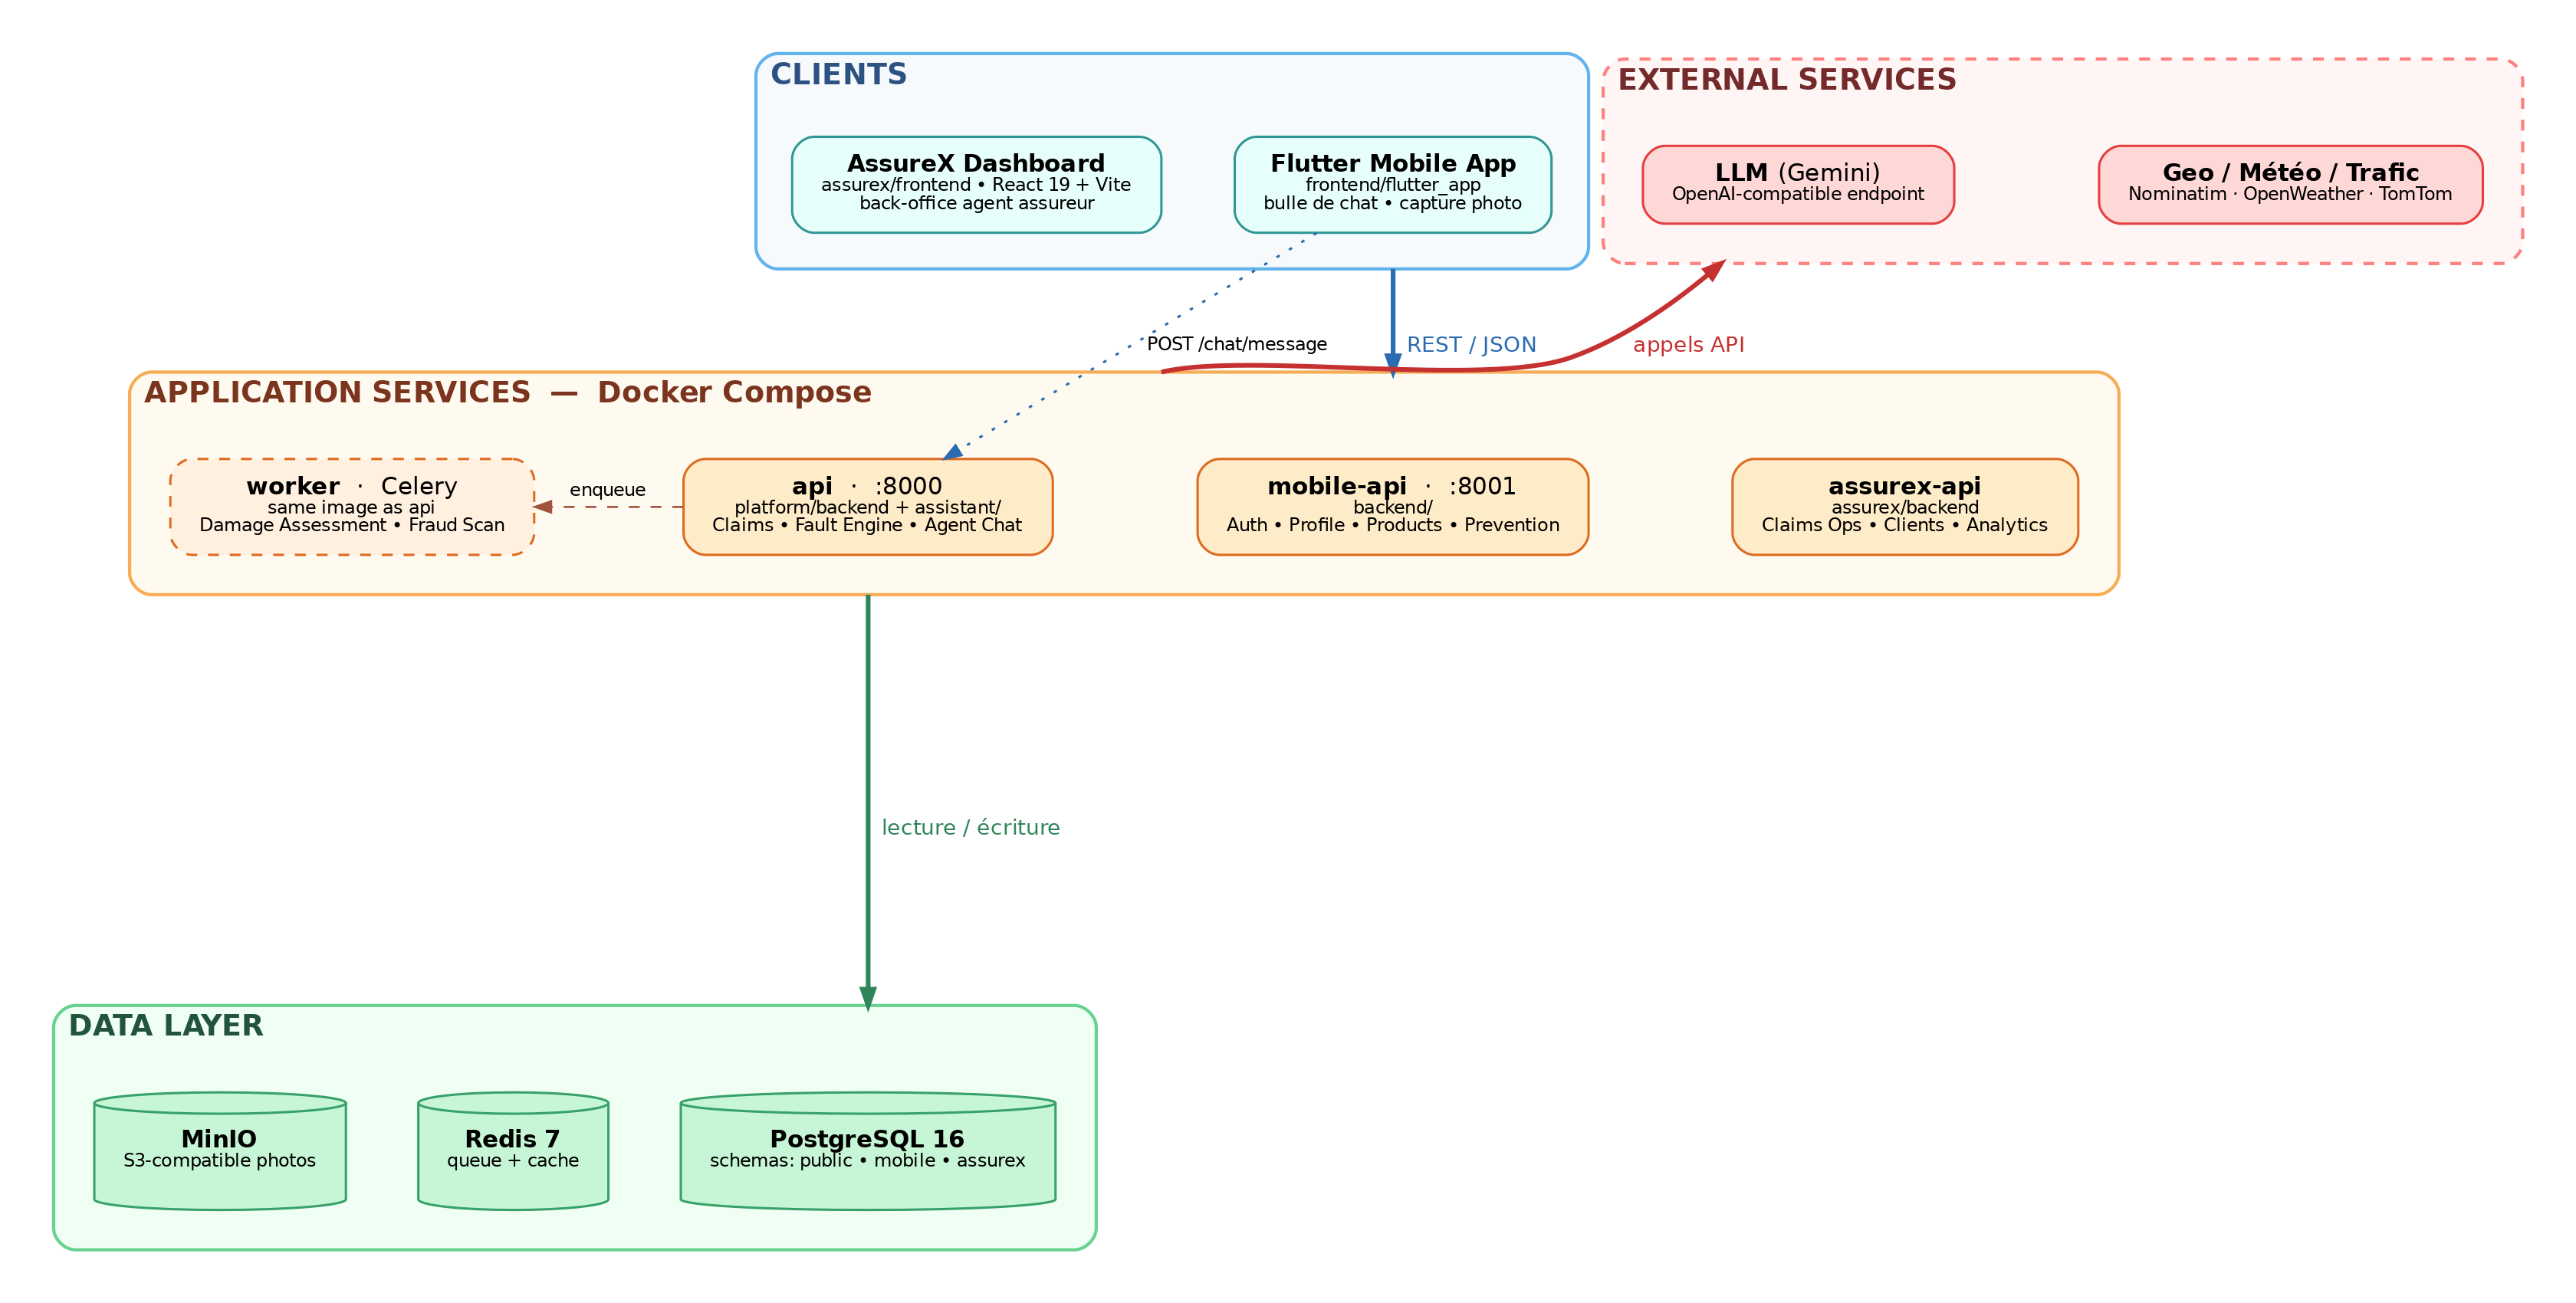 CLIENTS
AssureX Dashboard
assurex/frontend • React 19 + Vite
back-office agent assureur
Flutter Mobile App
frontend/flutter_app
bulle de chat • capture photo
EXTERNAL SERVICES
LLM (Gemini)
OpenAI-compatible endpoint
Geo / Météo / Trafic
Nominatim · OpenWeather · TomTom
POST /chat/message
REST / JSON
appels API
APPLICATION SERVICES — Docker Compose
worker · Celery
same image as api
Damage Assessment • Fraud Scan
enqueue
api · :8000
platform/backend + assistant/
Claims • Fault Engine • Agent Chat
mobile-api · :8001
backend/
Auth • Profile • Products • Prevention
assurex-api
assurex/backend
Claims Ops • Clients • Analytics
lecture / écriture
DATA LAYER
MinIO
S3-compatible photos
Redis 7
queue + cache
PostgreSQL 16
schemas: public • mobile • assurex